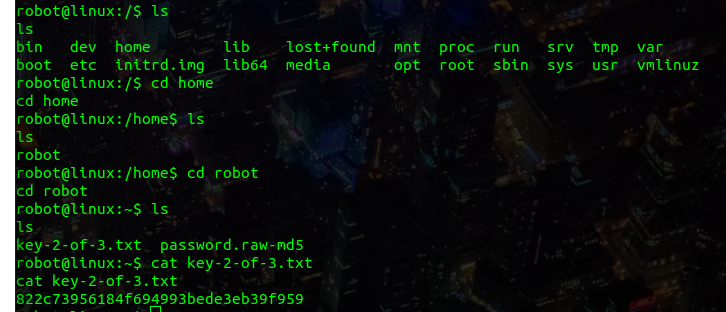 robot@linux:/$ ls
ls
bin dev home lib lost+found mnt proc run srv tmp var
boot etc initrd.img lib64 media opt root sbin sys usr vmlinuz
robot@linux:/$ cd home
cd home
robot@linux:/home$ ls
ls
robot
robot@linux:/home$ cd robot
cd robot
robot@linux:~$ ls
ls
key-2-of-3.txt password.raw-md5
robot@linux:~$ cat key-2-of-3.txt
cat key-2-of-3.txt
822c73956184f694993bede3eb39f959